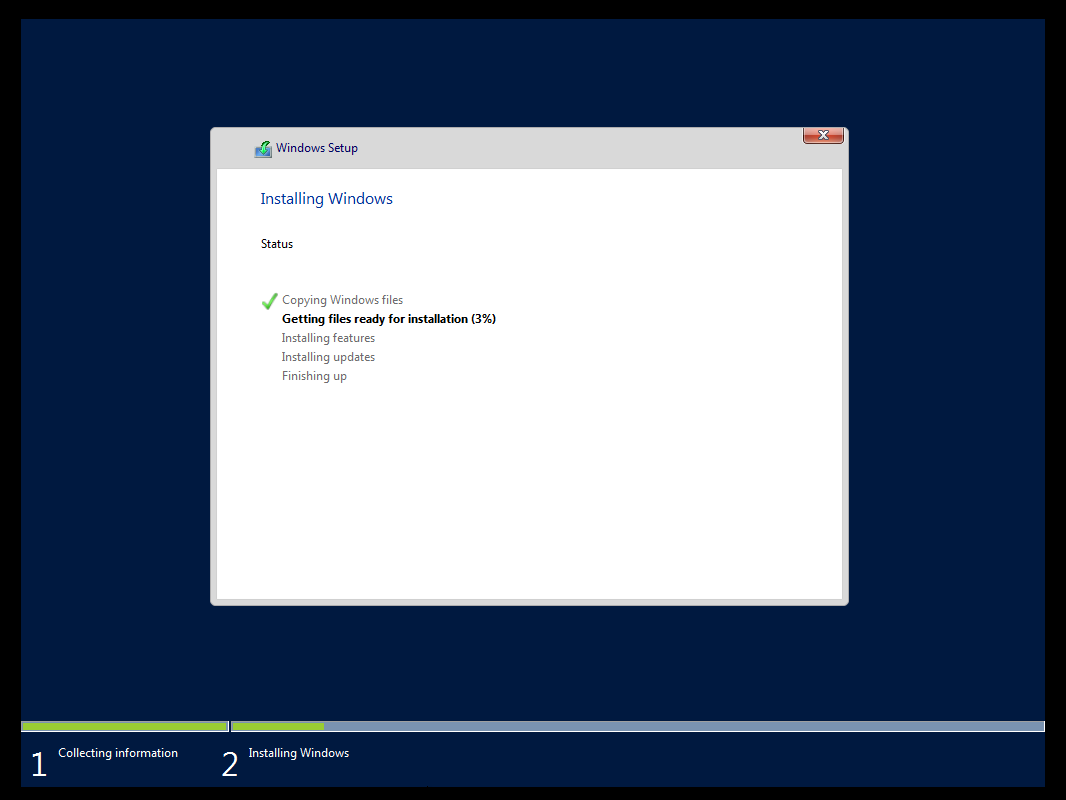 Windows Setup
Installing Windows
Status
Copying Windows files
Getting files ready for installation (3%)
Installing features
Installing updates
Finishing up
1 Collecting information
2 Installing Windows